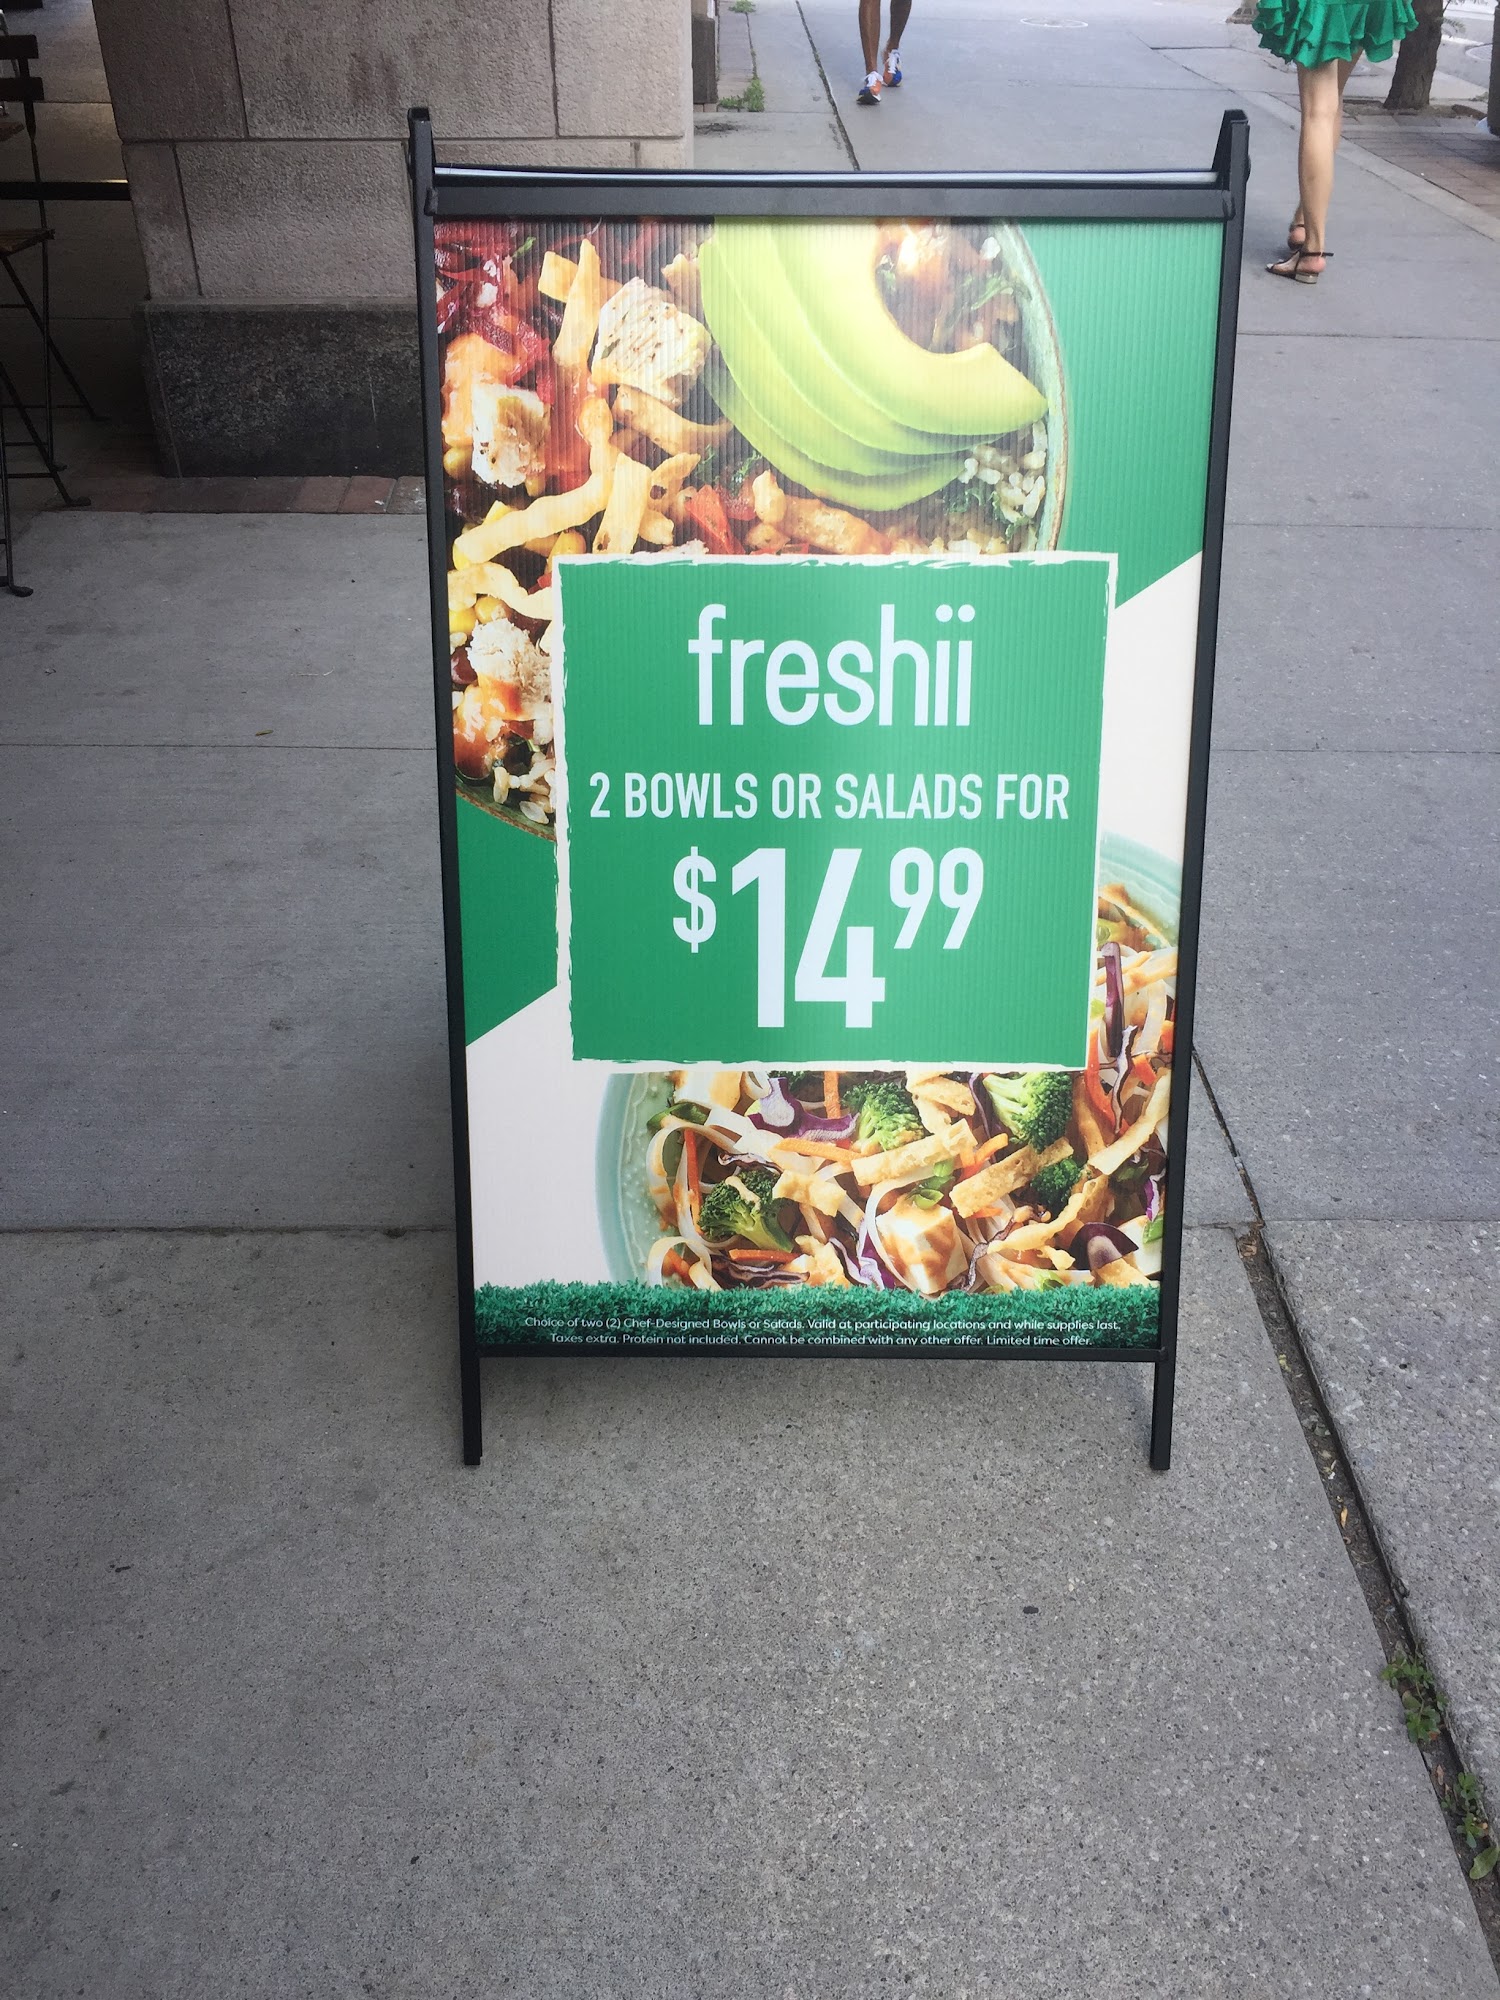 freshii
2 BOWLS OR SALADS FOR
$14.99
Choice of two (2) Chef-Designed Bowls or Salads. Valid at participating locations and while supplies last.
Taxes extra. Protein not included. Cannot be combined with any other offer. Limited time offer.